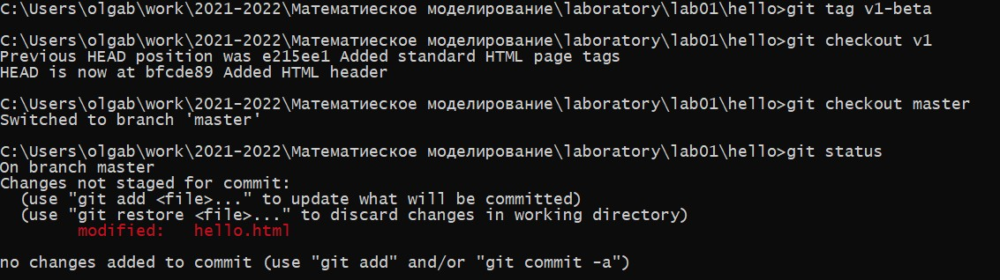 C:\Users\olgab\work\2021-2022\Математиеское моделирование\laboratory\lab01\hello>git tag v1-beta
C:\Users\olgab\work\2021-2022\Математиеское моделирование\laboratory\lab01\hello>git checkout v1
Previous HEAD position was e215ee1 Added standard HTML page tags
HEAD is now at bfcde89 Added HTML header
C:\Users\olgab\work\2021-2022\Математиеское моделирование\laboratory\lab01\hello>git checkout master
Switched to branch 'master'
C:\Users\olgab\work\2021-2022\Математиеское моделирование\laboratory\lab01\hello>git status
On branch master
Changes not staged for commit:
  (use "git add <file>..." to update what will be committed)
  (use "git restore <file>..." to discard changes in working directory)
        modified:   hello.html
no changes added to commit (use "git add" and/or "git commit -a")